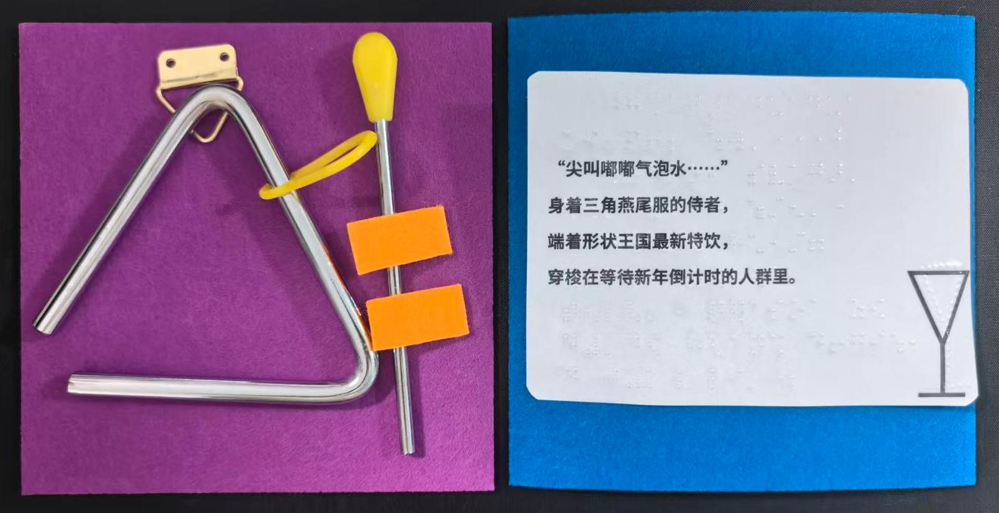 “尖叫嘟嘟气泡水……”
身着三角燕尾服的侍者，
端着形状王国最新特饮，
穿梭在等待新年倒计时的人群里。